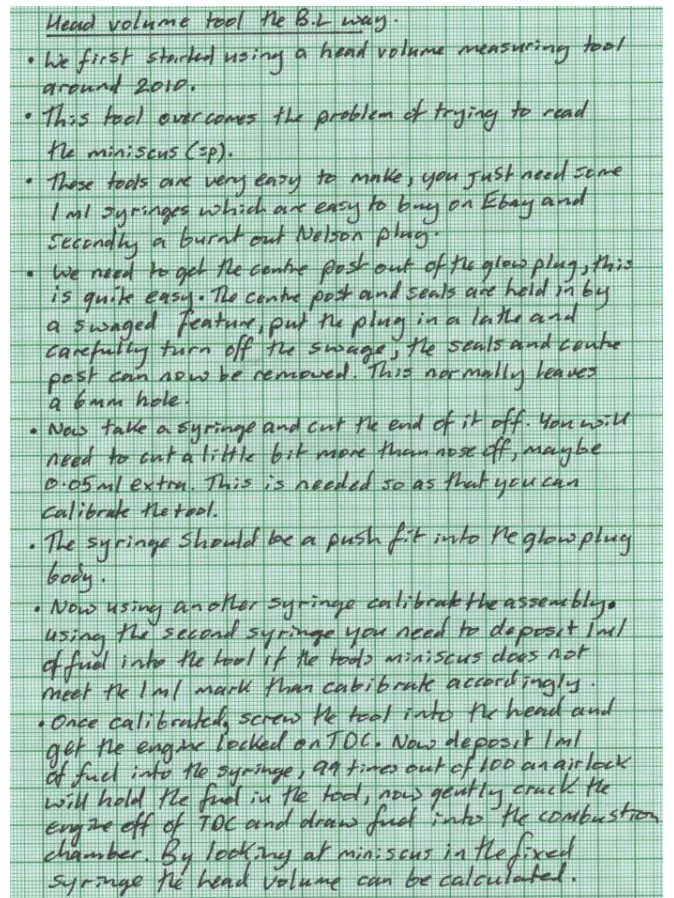 Head volume tool the B.L way.
• We first started using a head volume measuring tool
around 2010.
• This tool overcomes the problem of trying to read
the miniscus (sp).
• These tools are very easy to make, you just need some
1ml syringes which are easy to buy on Ebay and
secondly a burnt out Nelson plug.
• We need to get the centre post out of the glow plug, this
is quite easy. The centre post and seals are held in by
a swaged feature, put the plug in a lathe and
carefully turn off the swage, the seals and centre
post can now be removed. This normally leaves
a 6mm hole.
• Now take a syringe and cut the end of it off. You will
need to cut a little bit more than nose off, maybe
0.05ml extra. This is needed so as that you can
calibrate the tool.
• The syringe should be a push fit into the glow plug
body.
• Now using another syringe calibrate the assembly.
using the second syringe you need to deposit 1ml
of fuel into the tool if the tools miniscus does not
meet the 1ml mark than cabibrate accordingly.
• Once calibrated, screw the tool into the head and
get the engine locked on TDC. Now deposit 1ml
of fuel into the syringe, 99 times out of 100 an airlock
will hold the fuel in the tool, now gently crack the
engine off of TDC and draw fuel into the combustion
chamber. By looking at miniscus in the fixed
syringe the head volume can be calculated.